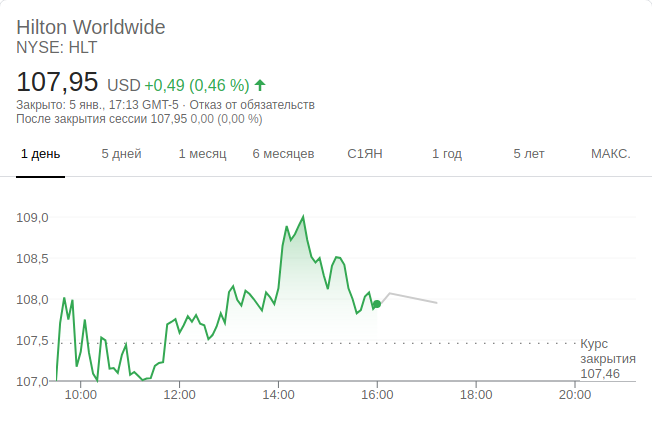 Hilton Worldwide
NYSE: HLT
107,95 USD +0,49 (0,46 %)
Закрыто: 5 янв., 17:13 GMT-5 · Отказ от обязательств
После закрытия сессии 107,95 0,00 (0,00 %)
1 день 5 дней 1 месяц 6 месяцев С1ЯН 1 год 5 лет МАКС.
109,0
108,5
108,0
107,5
107,0
Курс
закрытия
107,46
10:00 12:00 14:00 16:00 18:00 20:00